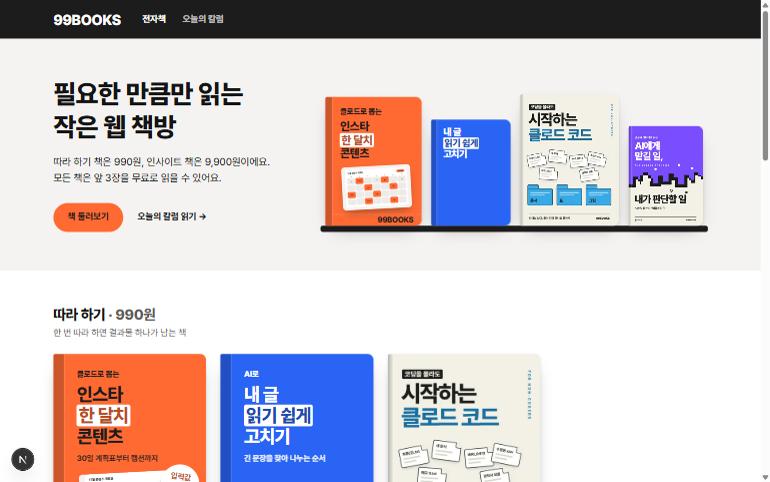 99BOOKS
전자책
오늘의 칼럼
필요한 만큼만 읽는
작은 웹 책방
따라 하기 책은 990원, 인사이트 책은 9,900원이에요.
모든 책은 앞 3장을 무료로 읽을 수 있어요.
책 둘러보기
오늘의 칼럼 읽기 →
클로드로 뽑는
인스타
한 달치
콘텐츠
99BOOKS
내 글
읽기 쉽게
고치기
코딩을 몰라도
시작하는
클로드 코드
AI에게
맡길 일,
내가 판단할 일
따라 하기 · 990원
한 번 따라 하면 결과물 하나가 남는 책
클로드로 뽑는
인스타
한 달치
콘텐츠
30일 계획표부터 캡션까지
입력값
AI로
내 글
읽기 쉽게
고치기
긴 문장을 찾아 나누는 순서
코딩을 몰라도
시작하는
클로드 코드
N